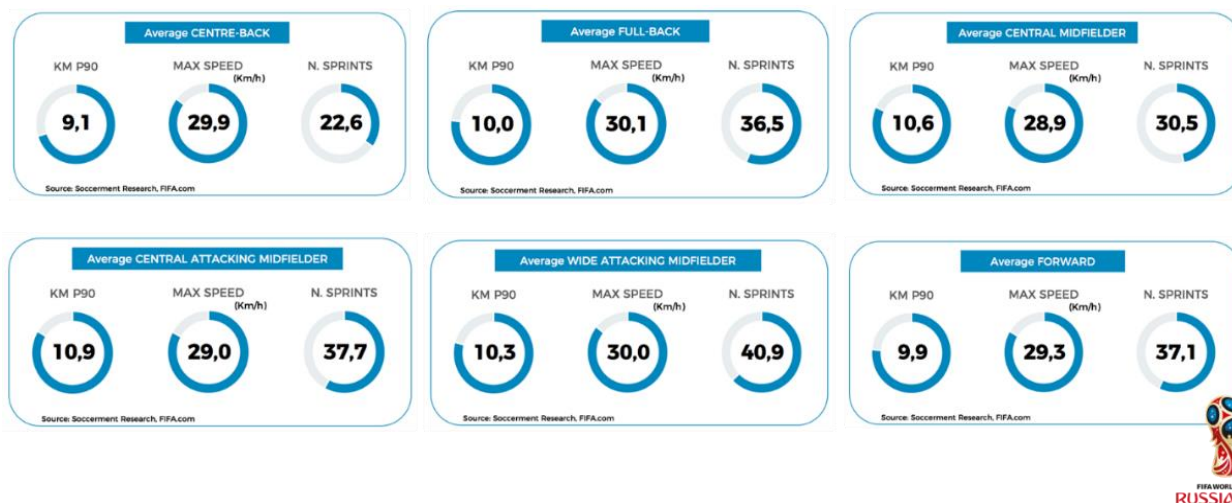 Average CENTRE-BACK
KM P90
MAX SPEED
(Km/h)
N. SPRINTS
9,1
29,9
22,6
Source: Soccerment Research, FIFA.com
Average FULL-BACK
KM P90
MAX SPEED
(Km/h)
N. SPRINTS
10,0
30,1
36,5
Source: Soccerment Research, FIFA.com
Average CENTRAL MIDFIELDER
KM P90
MAX SPEED
(Km/h)
N. SPRINTS
10,6
28,9
30,5
Source: Soccerment Research, FIFA.com
Average CENTRAL ATTACKING MIDFIELDER
KM P90
MAX SPEED
(Km/h)
N. SPRINTS
10,9
29,0
37,7
Source: Soccerment Research, FIFA.com
Average WIDE ATTACKING MIDFIELDER
KM P90
MAX SPEED
(Km/h)
N. SPRINTS
10,3
30,0
40,9
Source: Soccerment Research, FIFA.com
Average FORWARD
KM P90
MAX SPEED
(Km/h)
N. SPRINTS
9,9
29,3
37,1
Source: Soccerment Research, FIFA.com
FIFA WORL
RUSSIA